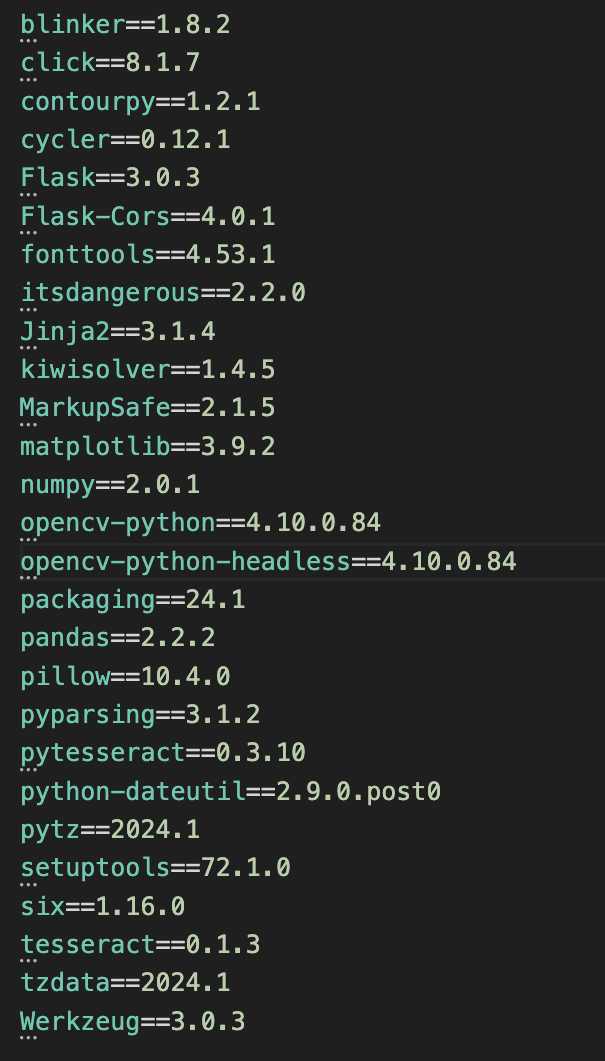 blinker==1.8.2
click==8.1.7
contourpy==1.2.1
cycler==0.12.1
Flask==3.0.3
Flask-Cors==4.0.1
fonttools==4.53.1
itsdangerous==2.2.0
Jinja2==3.1.4
kiwisolver==1.4.5
MarkupSafe==2.1.5
matplotlib==3.9.2
numpy==2.0.1
opencv-python==4.10.0.84
opencv-python-headless==4.10.0.84
packaging==24.1
pandas==2.2.2
pillow==10.4.0
pyparsing==3.1.2
pytesseract==0.3.10
python-dateutil==2.9.0.post0
pytz==2024.1
setuptools==72.1.0
six==1.16.0
tesseract==0.1.3
tzdata==2024.1
Werkzeug==3.0.3